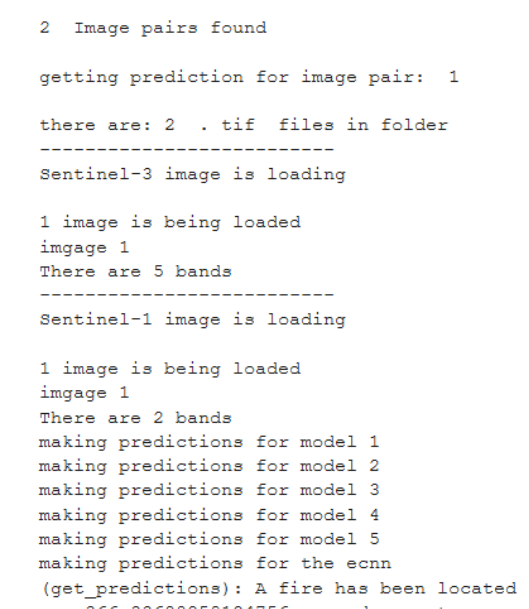 2 Image pairs found
getting prediction for image pair: 1
there are: 2 . tif files in folder
--------------------------
Sentinel-3 image is loading
1 image is being loaded
imgage 1
There are 5 bands
--------------------------
Sentinel-1 image is loading
1 image is being loaded
imgage 1
There are 2 bands
making predictions for model 1
making predictions for model 2
making predictions for model 3
making predictions for model 4
making predictions for model 5
making predictions for the ecnn
(get_predictions): A fire has been located